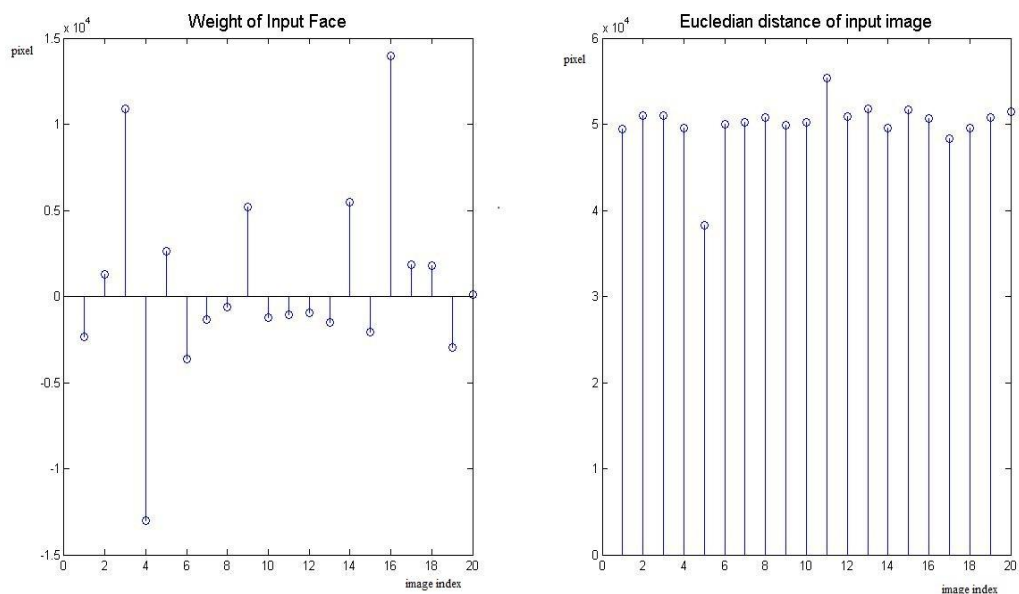 Weight of Input Face
x 10^4
pixel
1.5
1
0.5
0
-0.5
-1
-1.5
0 2 4 6 8 10 12 14 16 18 20
image index
Eucledian distance of input image
x 10^4
pixel
6
5
4
3
2
1
0
0 2 4 6 8 10 12 14 16 18 20
image index